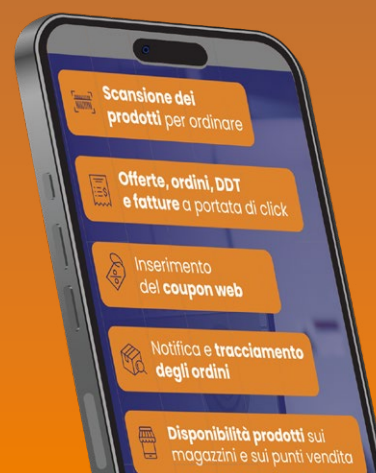 Scansione dei
prodotti per ordinare
Offerte, ordini, DDT
e fatture a portata di click
Inserimento
del coupon web
Notifica e tracciamento
degli ordini
Disponibilità prodotti sui
magazzini e sui punti vendita